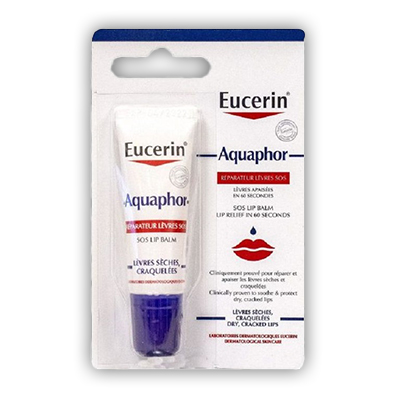 Eucerin®
Aquaphor
RÉPARATEUR LÈVRES SOS
SOS LIP BALM
LÈVRES SÈCHES,
CRAQUELÉES
Eucerin®
Aquaphor
RÉPARATEUR LÈVRES SOS
LÈVRES APAISÉES
EN 60 SECONDES
SOS LIP BALM
LIP RELIEF IN 60 SECONDS
Cliniquement prouvé pour réparer et
apaiser les lèvres sèches et
craquelées
Clinically proven to soothe & protect
dry, cracked lips
LÈVRES SÈCHES,
CRAQUELÉES
DRY, CRACKED LIPS
LABORATOIRES DERMATOLOGIQUES EUCERIN
DERMATOLOGICAL SKINCARE